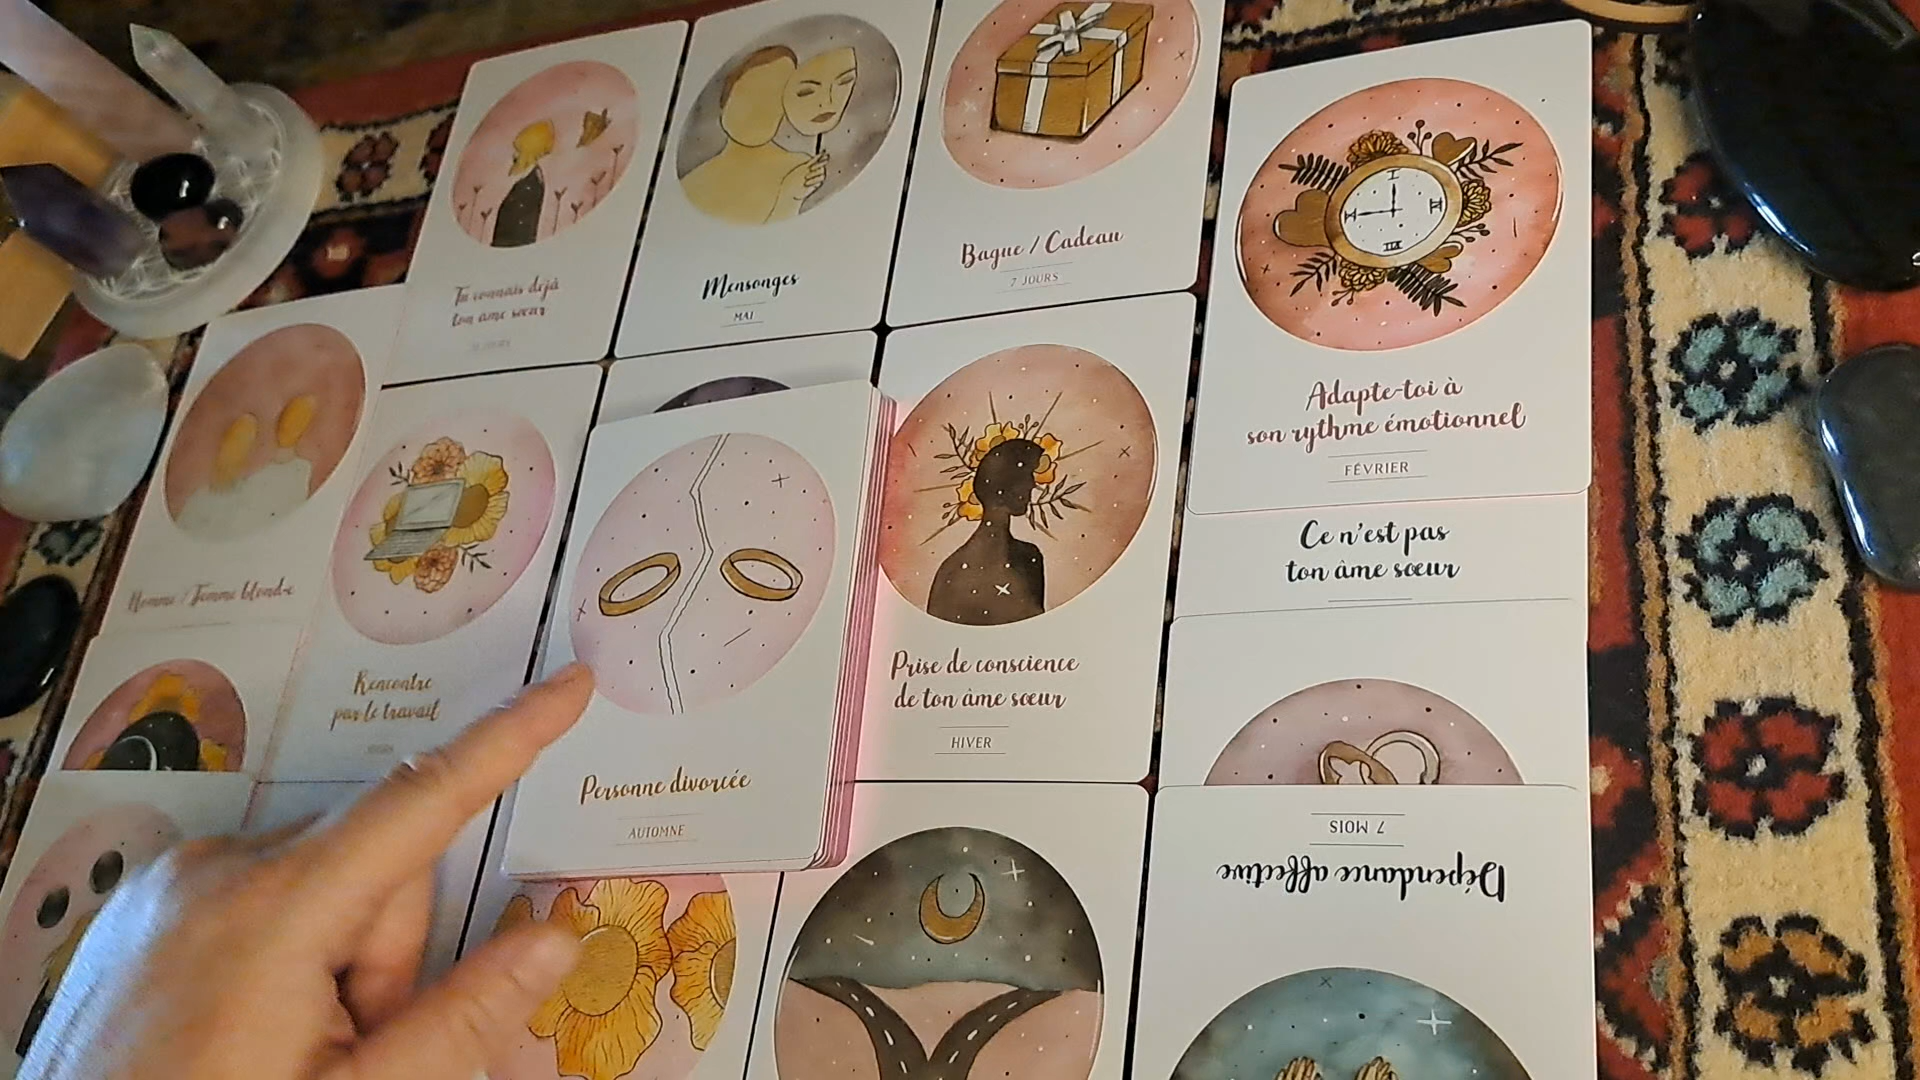 Tu connais déjà
ton âme sœur
Mensonges
MAI
Bague / Cadeau
7 JOURS
Adapte-toi à
son rythme émotionnel
FÉVRIER
Homme / Femme blond·e
Rencontre
par le travail
Personne divorcée
AUTOMNE
Prise de conscience
de ton âme sœur
HIVER
Ce n'est pas
ton âme sœur
7 MOIS
Dépendance affective